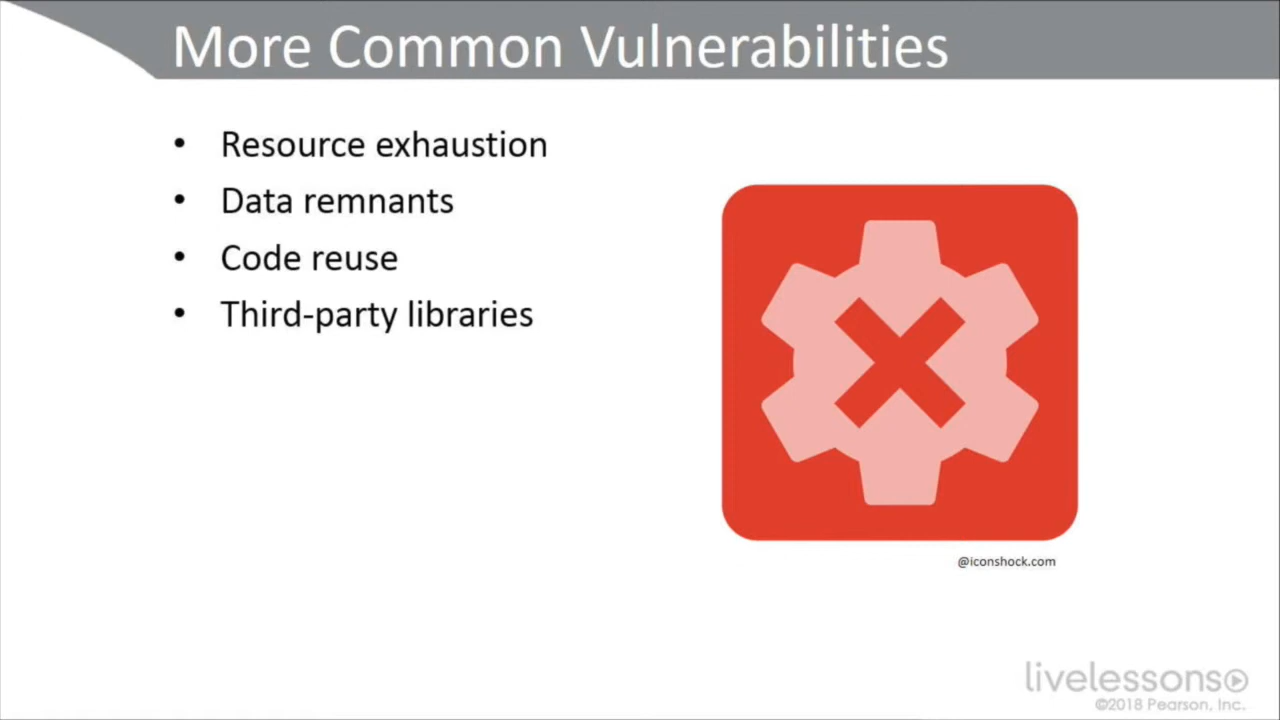 More Common Vulnerabilities
• Resource exhaustion
• Data remnants
• Code reuse
• Third-party libraries
@iconshock.com
livelessons
©2018 Pearson, Inc.